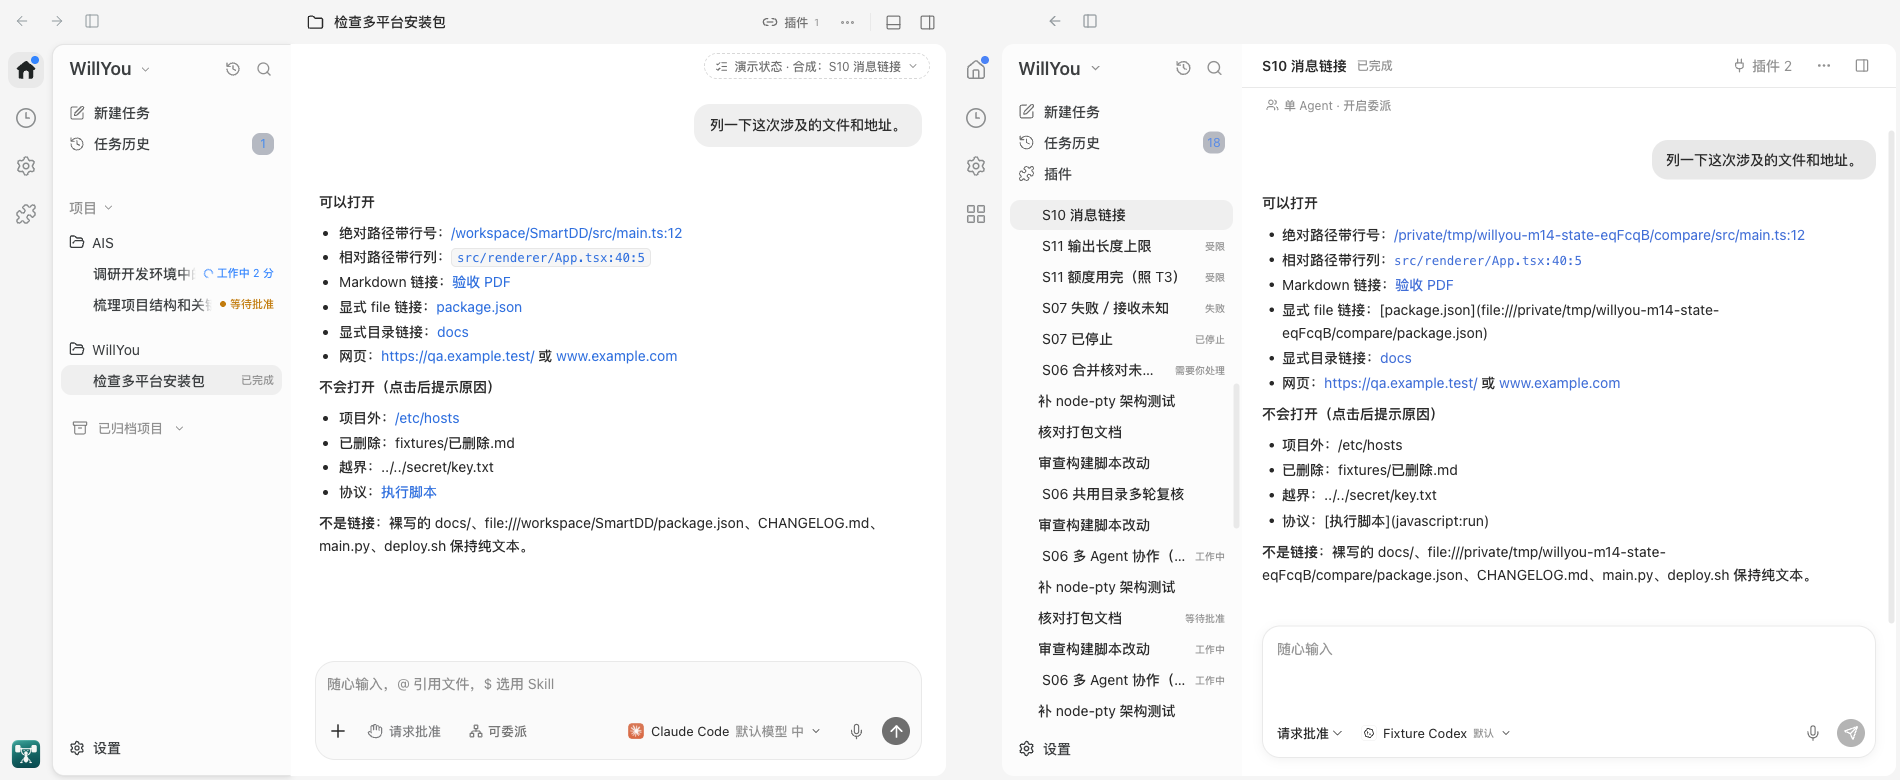 检查多平台安装包
插件 1
WillYou
新建任务
任务历史
1
项目
AIS
调研开发环境中
工作中 2 分
梳理项目结构和关
等待批准
WillYou
检查多平台安装包
已完成
已归档项目
设置
演示状态 · 合成：S10 消息链接
列一下这次涉及的文件和地址。
可以打开
绝对路径带行号：/workspace/SmartDD/src/main.ts:12
相对路径带行列：src/renderer/App.tsx:40:5
Markdown 链接：验收 PDF
显式 file 链接：package.json
显式目录链接：docs
网页：https://qa.example.test/ 或 www.example.com
不会打开（点击后提示原因）
项目外：/etc/hosts
已删除：fixtures/已删除.md
越界：../../secret/key.txt
协议：执行脚本
不是链接：裸写的 docs/、file:///workspace/SmartDD/package.json、CHANGELOG.md、
main.py、deploy.sh 保持纯文本。
随心输入，@ 引用文件，$ 选用 Skill
请求批准
可委派
Claude Code 默认模型 中
WillYou
新建任务
任务历史
18
插件
S10 消息链接
S11 输出长度上限
受限
S11 额度用完（照 T3）
受限
S07 失败 / 接收未知
失败
S07 已停止
已停止
S06 合并核对未...
需要你处理
补 node-pty 架构测试
核对打包文档
审查构建脚本改动
S06 共用目录多轮复核
审查构建脚本改动
S06 多 Agent 协作（...
工作中
补 node-pty 架构测试
核对打包文档
等待批准
审查构建脚本改动
工作中
S06 多 Agent 协作（...
工作中
补 node-pty 架构测试
设置
S10 消息链接 已完成
插件 2
单 Agent · 开启委派
列一下这次涉及的文件和地址。
可以打开
绝对路径带行号：/private/tmp/willyou-m14-state-eqFcqB/compare/src/main.ts:12
相对路径带行列：src/renderer/App.tsx:40:5
Markdown 链接：验收 PDF
显式 file 链接：[package.json](file:///private/tmp/willyou-m14-state-
eqFcqB/compare/package.json)
显式目录链接：docs
网页：https://qa.example.test/ 或 www.example.com
不会打开（点击后提示原因）
项目外：/etc/hosts
已删除：fixtures/已删除.md
越界：../../secret/key.txt
协议：[执行脚本](javascript:run)
不是链接：裸写的 docs/、file:///private/tmp/willyou-m14-state-
eqFcqB/compare/package.json、CHANGELOG.md、main.py、deploy.sh 保持纯文本。
随心输入
请求批准
Fixture Codex 默认